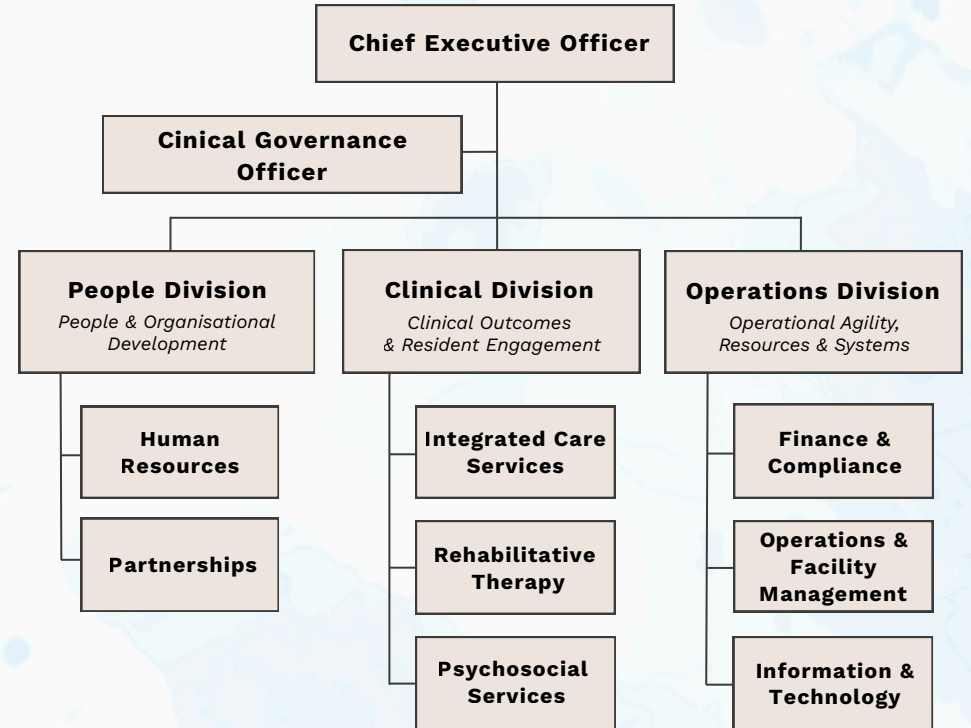 Chief Executive Officer
Cinical Governance
Officer
People Division
People & Organisational
Development
Clinical Division
Clinical Outcomes
& Resident Engagement
Operations Division
Operational Agility,
Resources & Systems
Human
Resources
Partnerships
Integrated Care
Services
Rehabilitative
Therapy
Psychosocial
Services
Finance &
Compliance
Operations &
Facility
Management
Information &
Technology